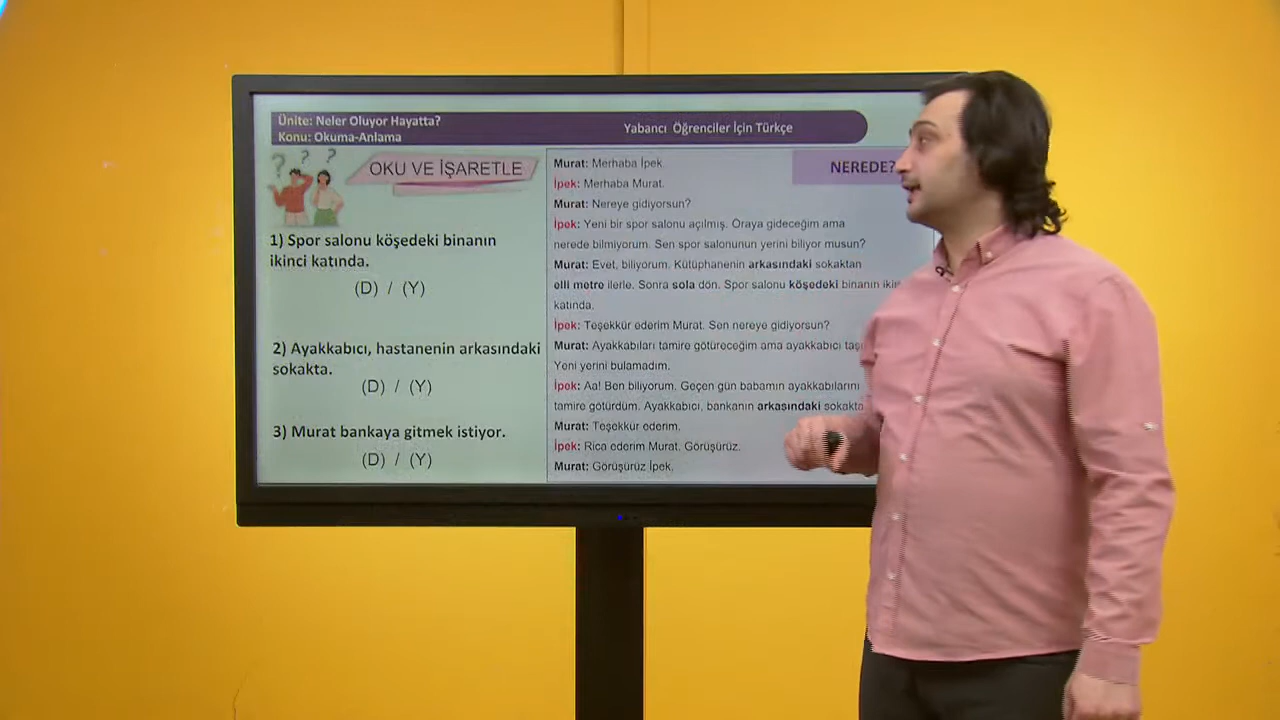 Ünite: Neler Oluyor Hayatta?
Konu: Okuma-Anlama
Yabancı Öğrenciler İçin Türkçe
OKU VE İŞARETLE
1) Spor salonu köşedeki binanın
ikinci katında.
(D) / (Y)
2) Ayakkabıcı, hastanenin arkasındaki
sokakta.
(D) / (Y)
3) Murat bankaya gitmek istiyor.
(D) / (Y)
NEREDE?
Murat: Merhaba İpek.
İpek: Merhaba Murat.
Murat: Nereye gidiyorsun?
İpek: Yeni bir spor salonu açılmış. Oraya gideceğim ama
nerede bilmiyorum. Sen spor salonunun yerini biliyor musun?
Murat: Evet, biliyorum. Kütüphanenin arkasındaki sokaktan
elli metre ilerle. Sonra sola dön. Spor salonu köşedeki binanın
katında.
İpek: Teşekkür ederim Murat. Sen nereye gidiyorsun?
Murat: Ayakkabıları tamire götüreceğim ama ayakkabıcı
Yeni yerini bulamadım.
İpek: Aa! Ben biliyorum. Geçen gün babamın ayakkabılarını
tamire götürdüm. Ayakkabıcı, bankanın arkasındaki sokakta
Murat: Teşekkür ederim.
İpek: Rica ederim Murat. Görüşürüz.
Murat: Görüşürüz İpek.